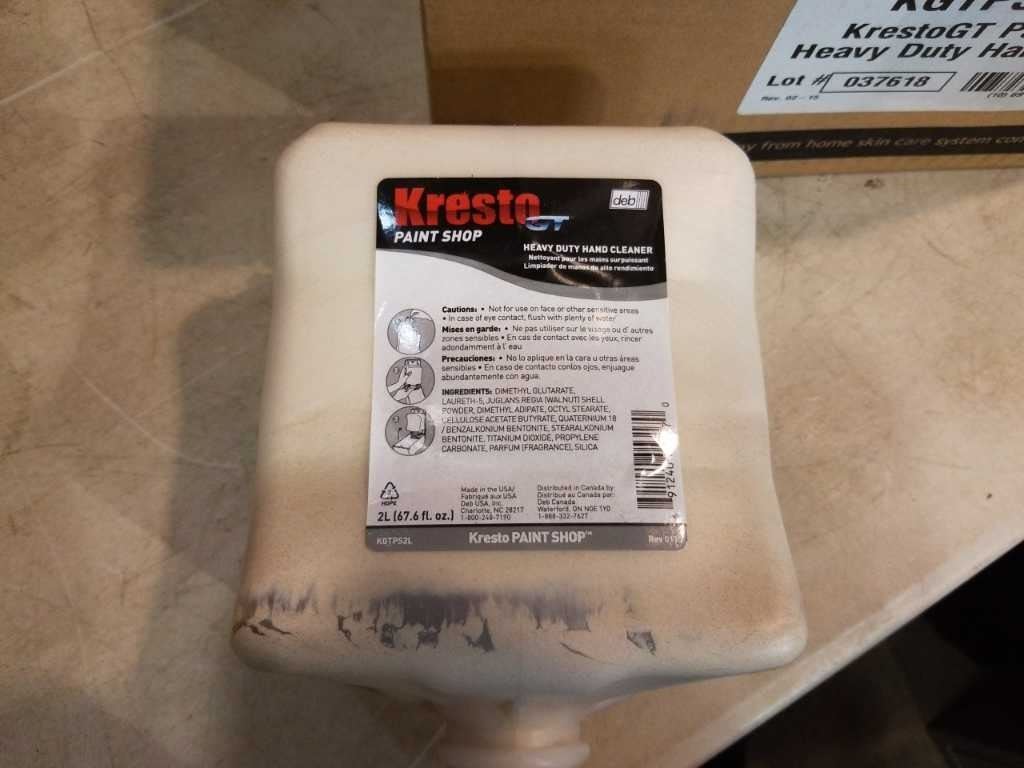 KrestoGT P
Heavy Duty Ha
Lot # 037618
Rev. 02 - 15
y from home skin care system con
Kresto GT
deb
PAINT SHOP
HEAVY DUTY HAND CLEANER
Nettoyant pour les mains surpuissant
Limpiador de manos de alto rendimiento
Cautions: • Not for use on face or other sensitive areas
• In case of eye contact, flush with plenty of water
Mises en garde: • Ne pas utiliser sur le visage ou d' autres
zones sensibles • En cas de contact avec les yeux, rincer
adondamment à l' eau
Precauciones: • No lo aplique en la cara u otras áreas
sensibles • En caso de contacto conlos ojos, enjuague
abundantemente con agua.
INGREDIENTS: DIMETHYL GLUTARATE,
LAURETH-5, JUGLANS REGIA (WALNUT) SHELL
POWDER, DIMETHYL ADIPATE, OCTYL STEARATE,
CELLULOSE ACETATE BUTYRATE, QUATERNIUM 18
/ BENZALKONIUM BENTONITE, STEARALKONIUM
BENTONITE, TITANIUM DIOXIDE, PROPYLENE
CARBONATE, PARFUM (FRAGRANCE), SILICA
HDPE
2L (67.6 fl. oz.)
Made in the USA/
Fabriqué aux USA
Deb USA, Inc.
Charlotte, NC 28217
1-800-248-7190
Distributed in Canada by:
Distribué au Canada par:
Deb Canada
Waterford, ON N0E 1Y0
1-888-332-7627
0
91240
KGTPS2L
Kresto PAINT SHOP™
Rev 01